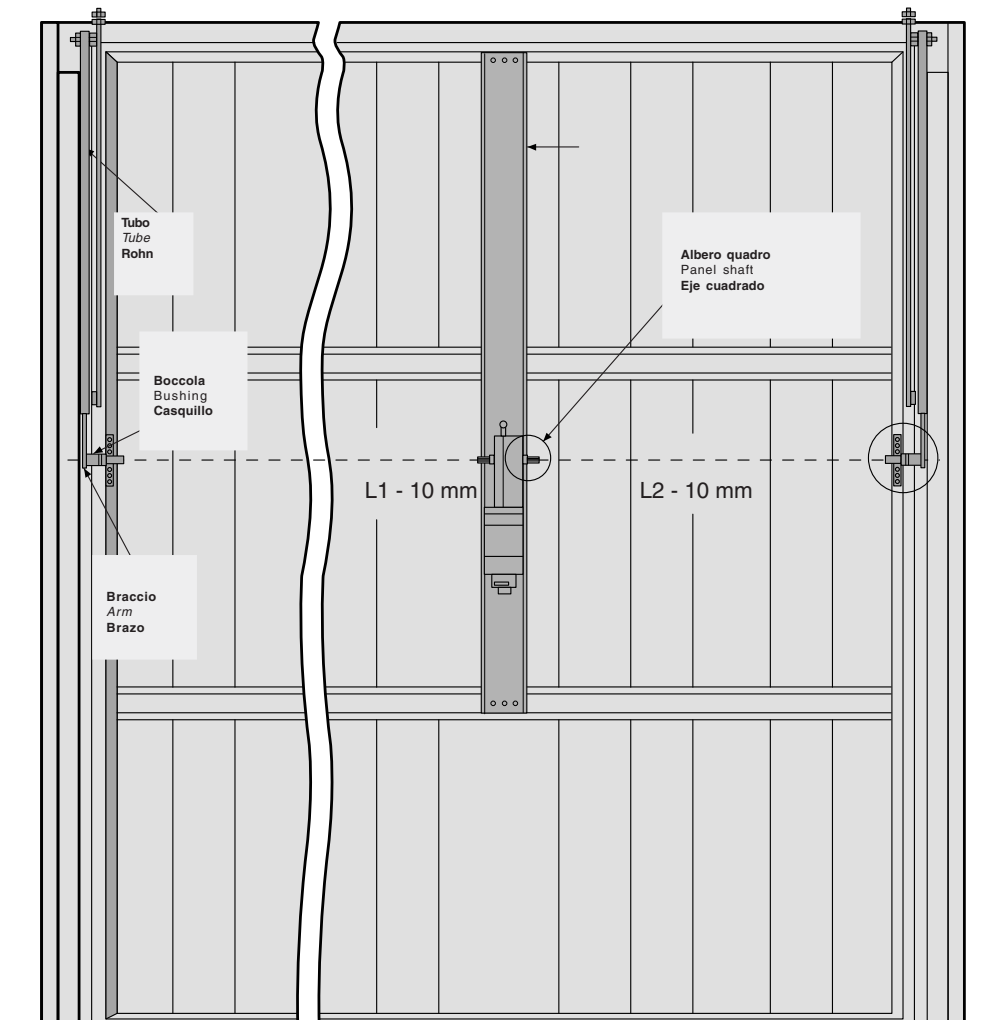 Tubo
Tube
Rohn
Albero quadro
Panel shaft
Eje cuadrado
Boccola
Bushing
Casquillo
L1 - 10 mm
L2 - 10 mm
Braccio
Arm
Brazo